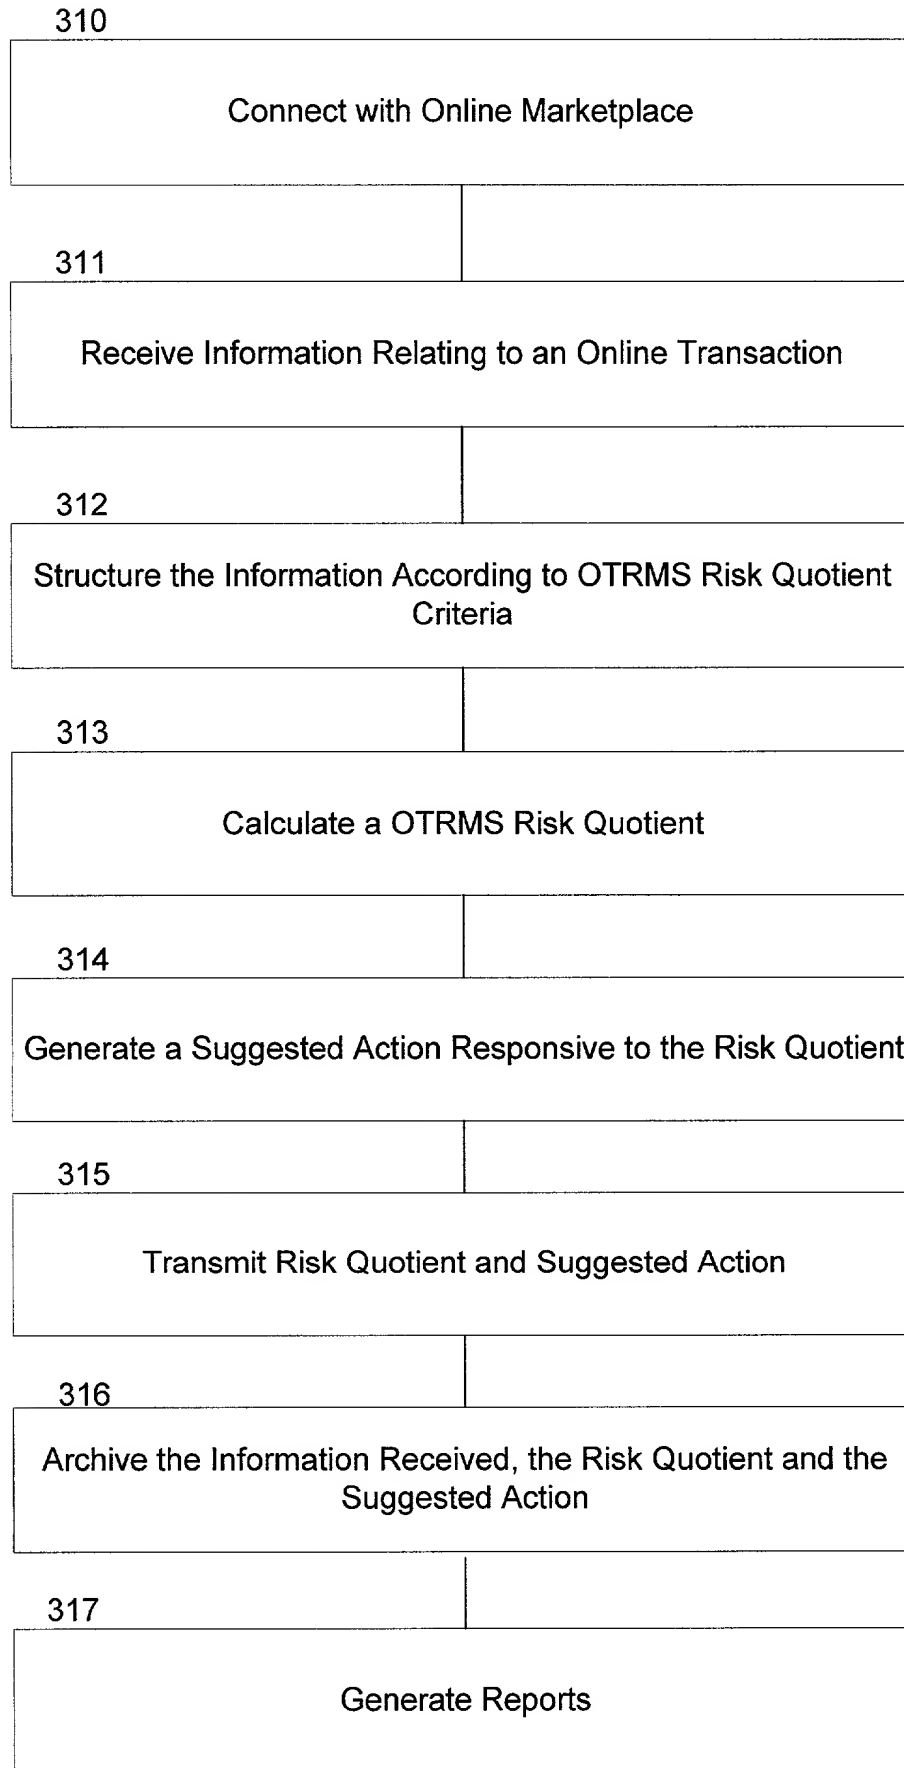 310
Connect with Online Marketplace
311
Receive Information Relating to an Online Transaction
312
Structure the Information According to OTRMS Risk Quotient
Criteria
313
Calculate a OTRMS Risk Quotient
314
Generate a Suggested Action Responsive to the Risk Quotient
315
Transmit Risk Quotient and Suggested Action
316
Archive the Information Received, the Risk Quotient and the
Suggested Action
317
Generate Reports